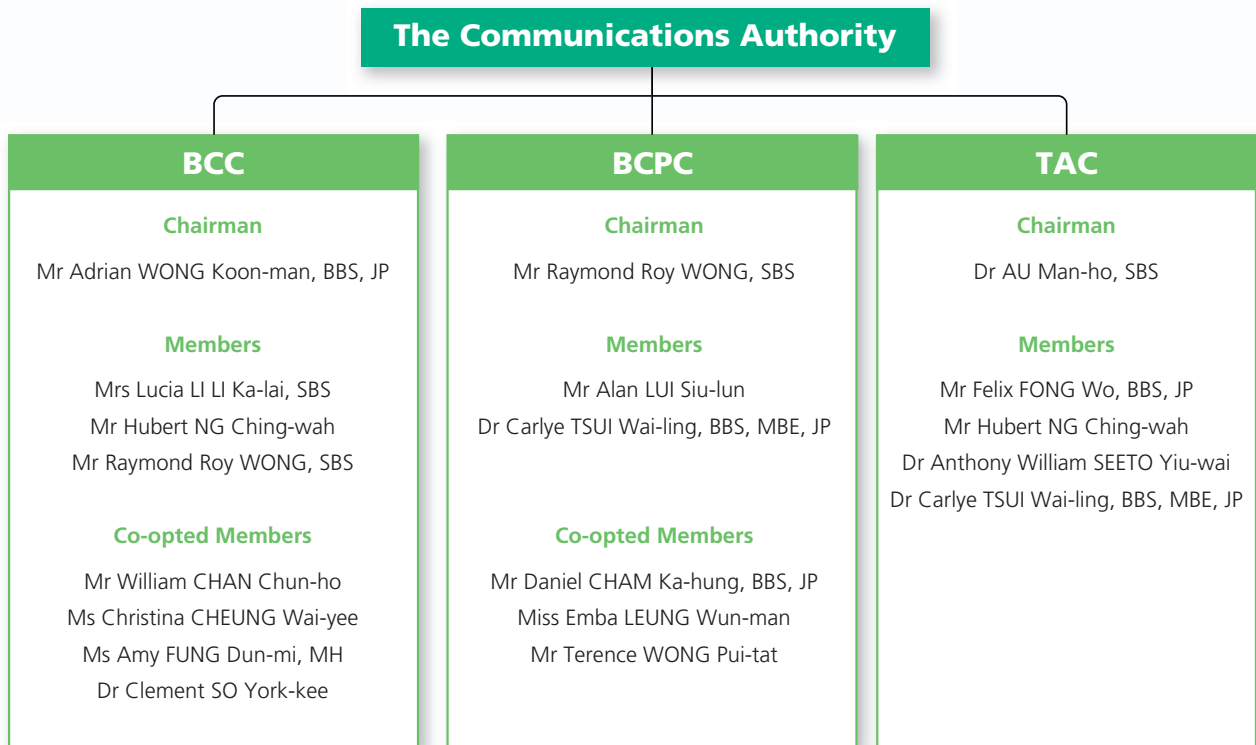 The Communications Authority
BCC
Chairman
Mr Adrian WONG Koon-man, BBS, JP
Members
Mrs Lucia LI LI Ka-lai, SBS
Mr Hubert NG Ching-wah
Mr Raymond Roy WONG, SBS
Co-opted Members
Mr William CHAN Chun-ho
Ms Christina CHEUNG Wai-yee
Ms Amy FUNG Dun-mi, MH
Dr Clement SO York-kee
BCPC
Chairman
Mr Raymond Roy WONG, SBS
Members
Mr Alan LUI Siu-lun
Dr Carlye TSUI Wai-ling, BBS, MBE, JP
Co-opted Members
Mr Daniel CHAM Ka-hung, BBS, JP
Miss Emba LEUNG Wun-man
Mr Terence WONG Pui-tat
TAC
Chairman
Dr AU Man-ho, SBS
Members
Mr Felix FONG Wo, BBS, JP
Mr Hubert NG Ching-wah
Dr Anthony William SEETO Yiu-wai
Dr Carlye TSUI Wai-ling, BBS, MBE, JP